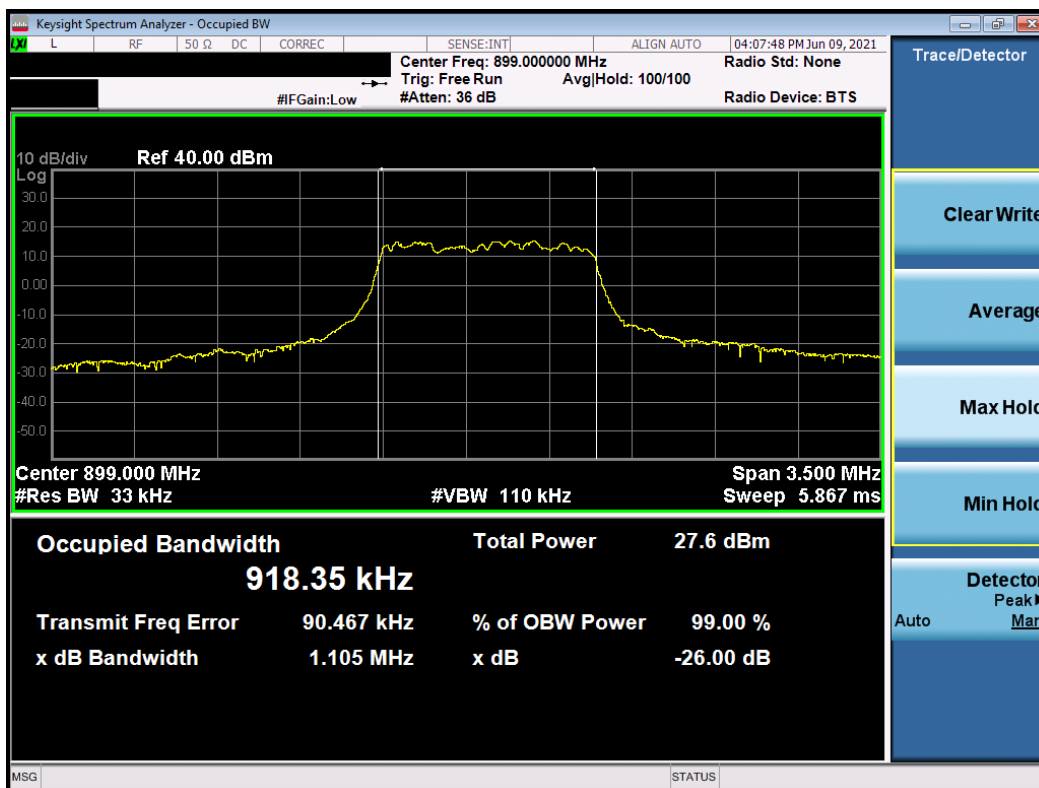 Keysight Spectrum Analyzer - Occupied BW
LXI L RF 50 Ω DC CORREC SENSE:INT ALIGN AUTO 04:07:48 PM Jun 09, 2021
Center Freq: 899.000000 MHz Radio Std: None
Trig: Free Run Avg|Hold: 100/100
#IFGain:Low #Atten: 36 dB Radio Device: BTS
10 dB/div Ref 40.00 dBm
Log
30.0
20.0
10.0
0.00
-10.0
-20.0
-30.0
-40.0
-50.0
Center 899.000 MHz Span 3.500 MHz
#Res BW 33 kHz #VBW 110 kHz Sweep 5.867 ms
Occupied Bandwidth Total Power 27.6 dBm
918.35 kHz
Transmit Freq Error 90.467 kHz % of OBW Power 99.00 %
x dB Bandwidth 1.105 MHz x dB -26.00 dB
MSG STATUS
Trace/Detector
Clear Write
Average
Max Hold
Min Hold
Detector
Peak
Auto Man